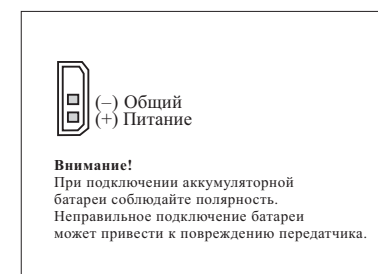 (–) Общий
(+) Питание
Внимание!
При подключении аккумуляторной
батареи соблюдайте полярность.
Неправильное подключение батареи
может привести к повреждению передатчика.